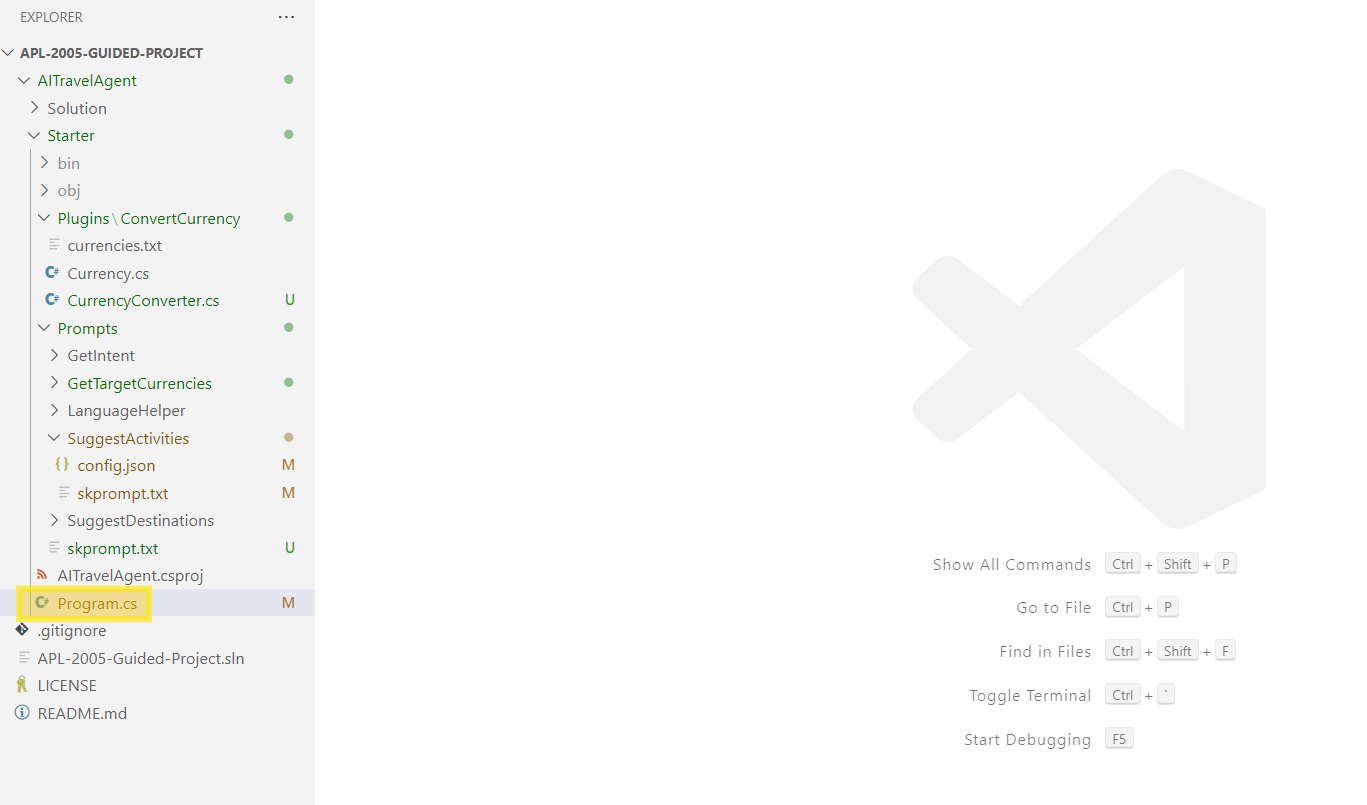 EXPLORER ...
APL-2005-GUIDED-PROJECT
AITravelAgent
Solution
Starter
bin
obj
Plugins\ConvertCurrency
currencies.txt
C# Currency.cs
C# CurrencyConverter.cs U
Prompts
GetIntent
GetTargetCurrencies
LanguageHelper
SuggestActivities
{} config.json M
skprompt.txt M
SuggestDestinations
skprompt.txt U
AITravelAgent.csproj
C# Program.cs M
.gitignore
APL-2005-Guided-Project.sln
LICENSE
README.md
Show All Commands Ctrl + Shift + P
Go to File Ctrl + P
Find in Files Ctrl + Shift + F
Toggle Terminal Ctrl + `
Start Debugging F5